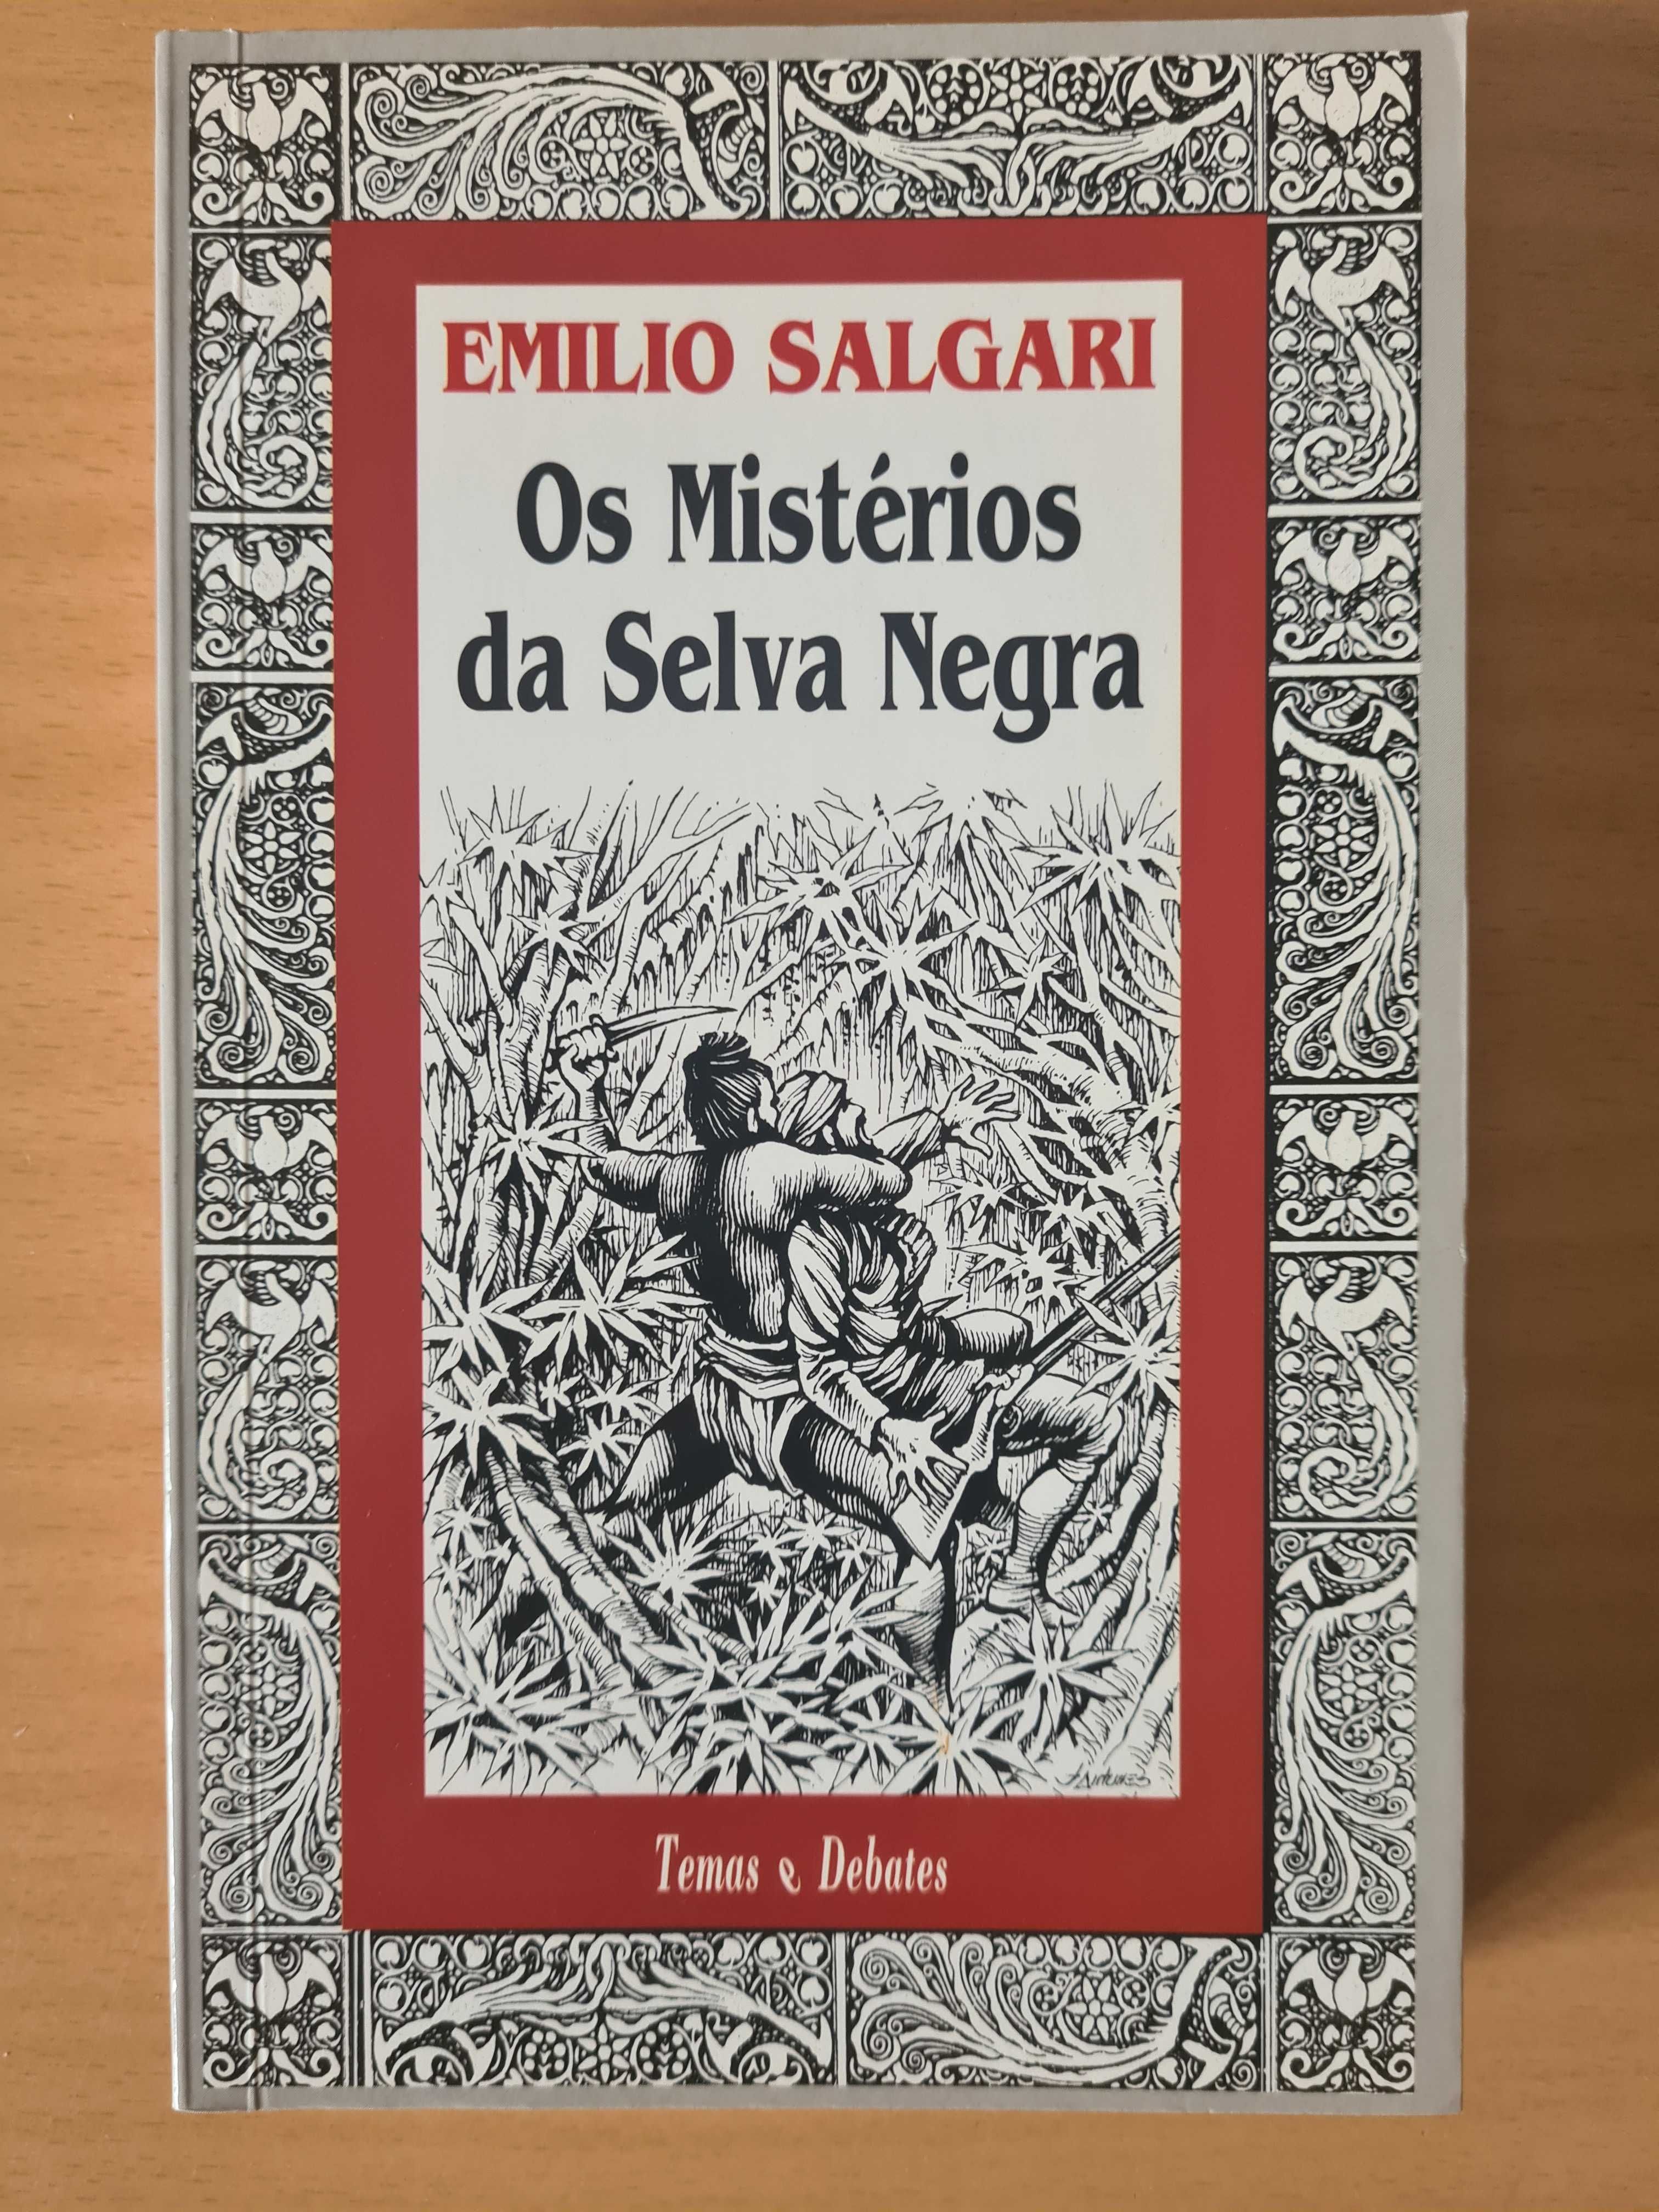 EMILIO SALGARI
Os Mistérios
da Selva Negra
Temas e Debates